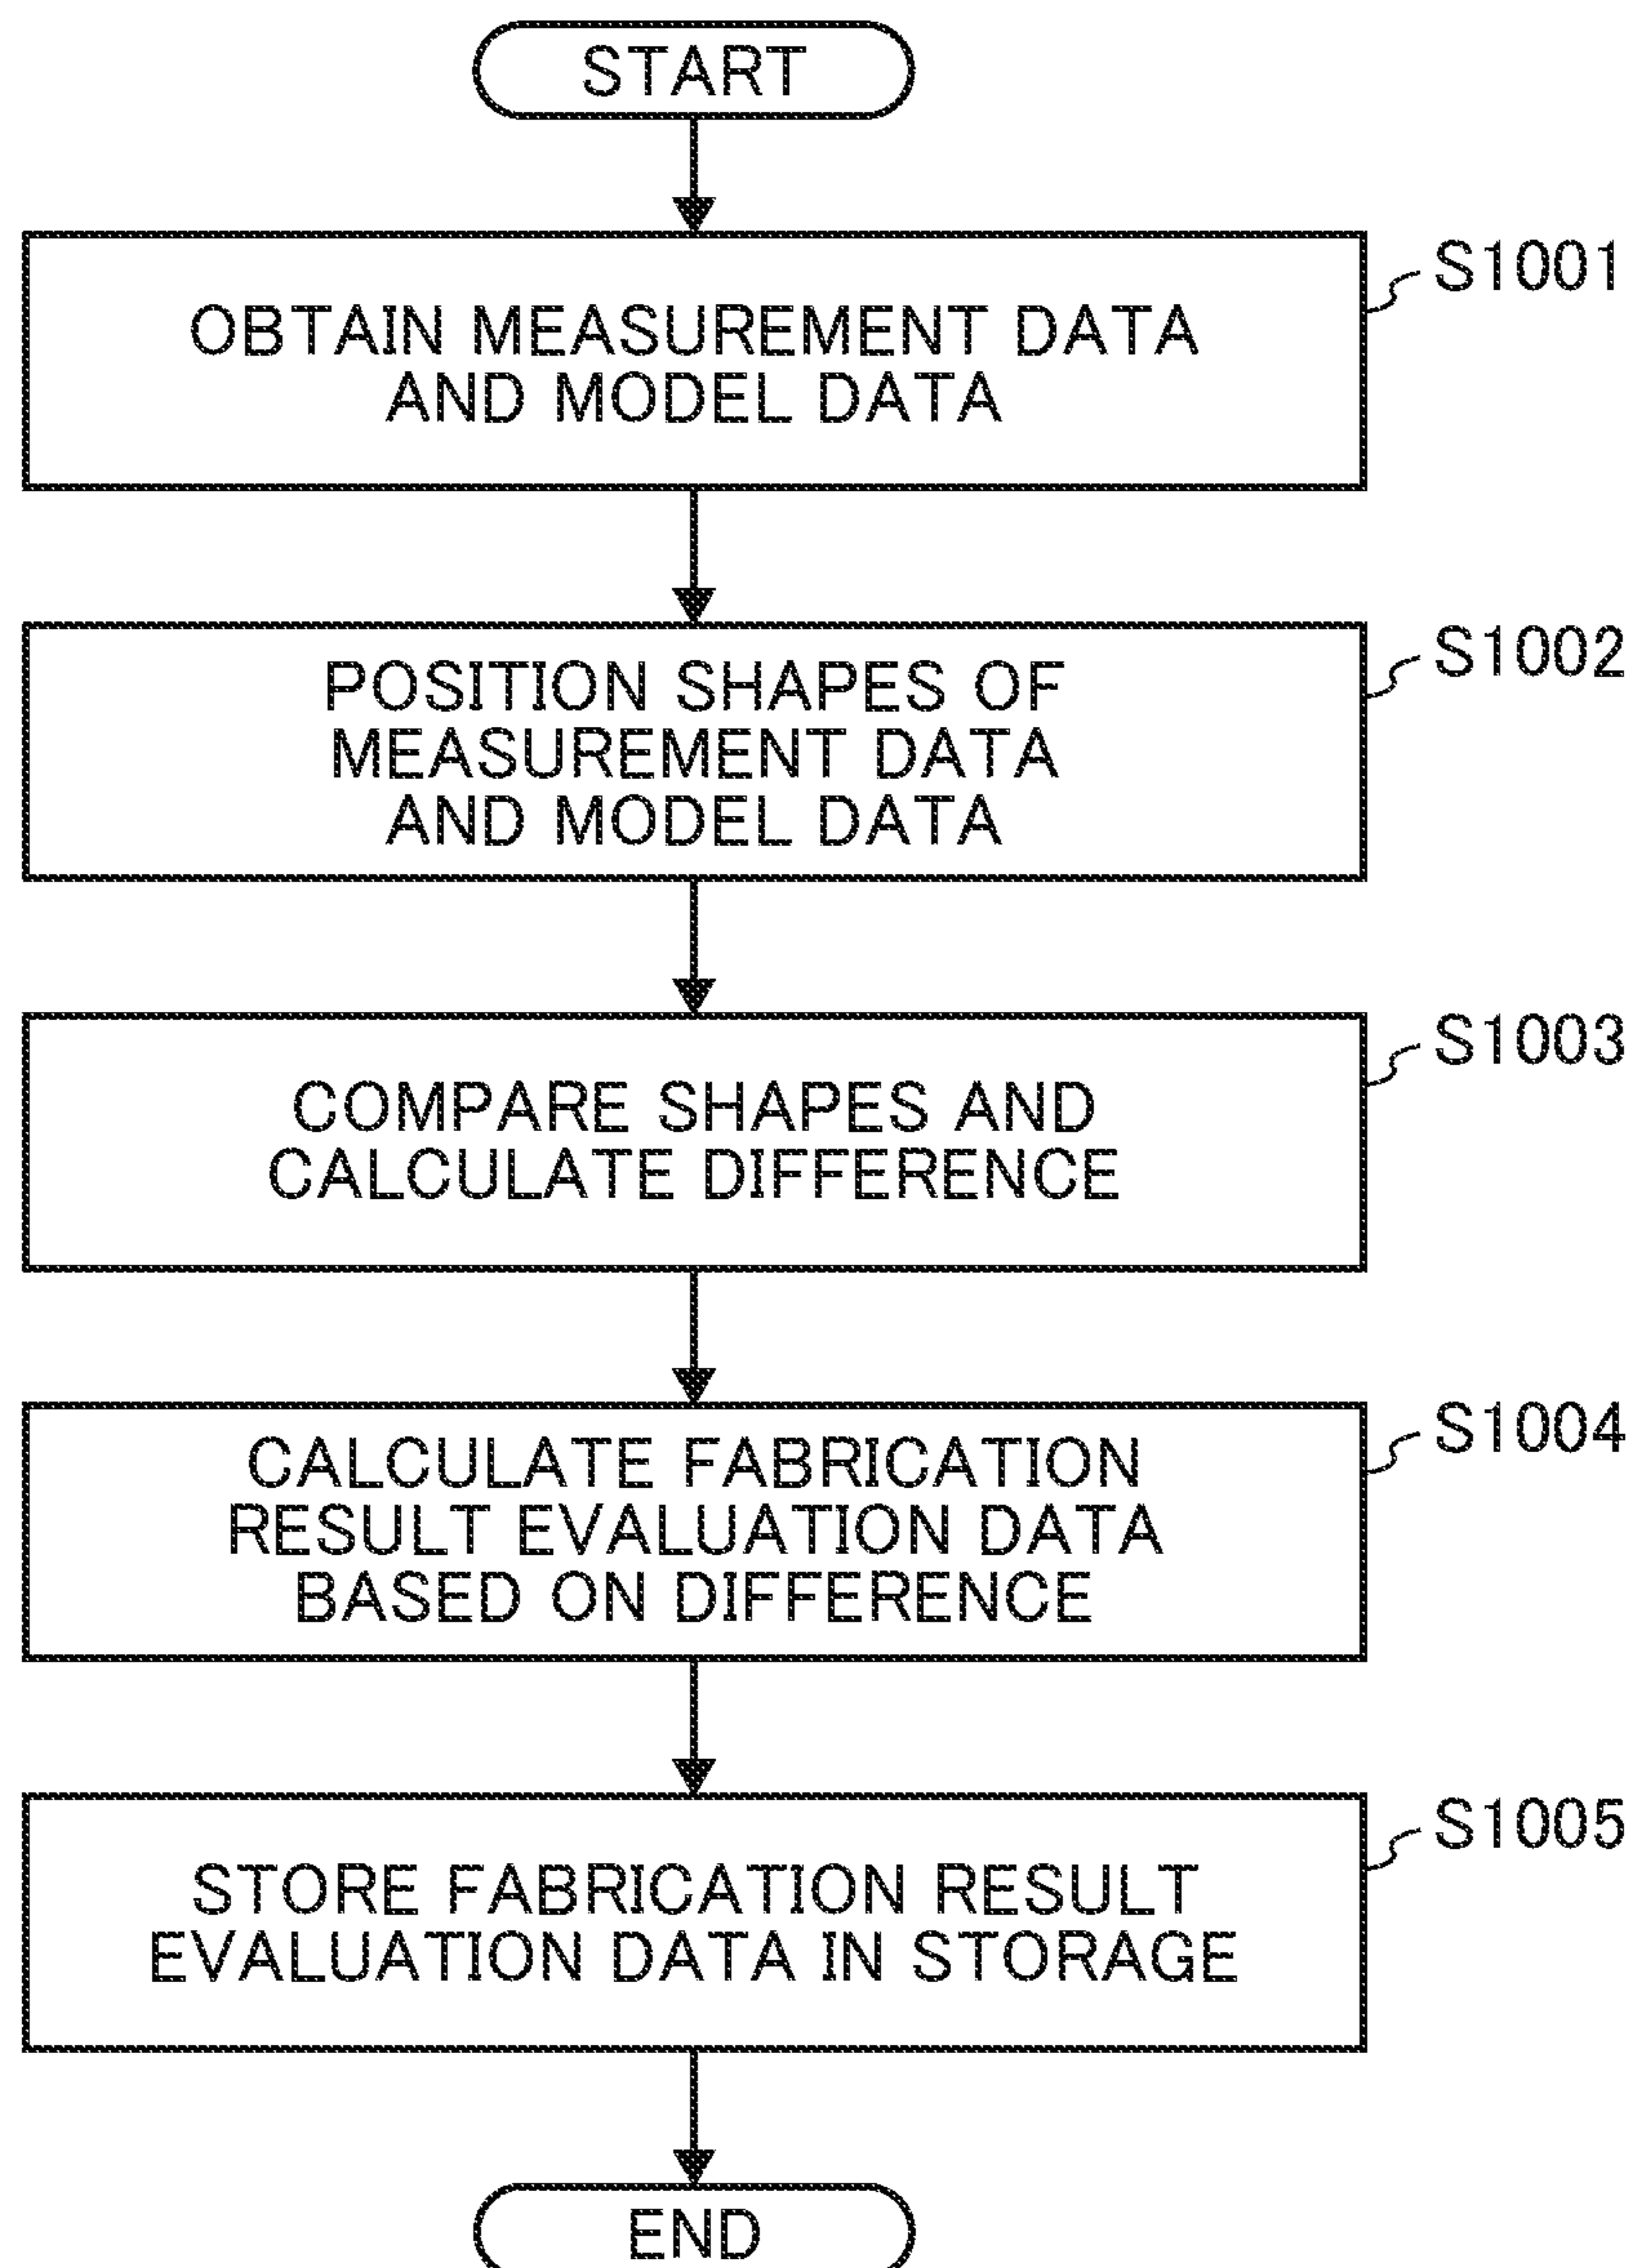 START
S1001
OBTAIN MEASUREMENT DATA
AND MODEL DATA
S1002
POSITION SHAPES OF
MEASUREMENT DATA
AND MODEL DATA
S1003
COMPARE SHAPES AND
CALCULATE DIFFERENCE
S1004
CALCULATE FABRICATION
RESULT EVALUATION DATA
BASED ON DIFFERENCE
S1005
STORE FABRICATION RESULT
EVALUATION DATA IN STORAGE
END